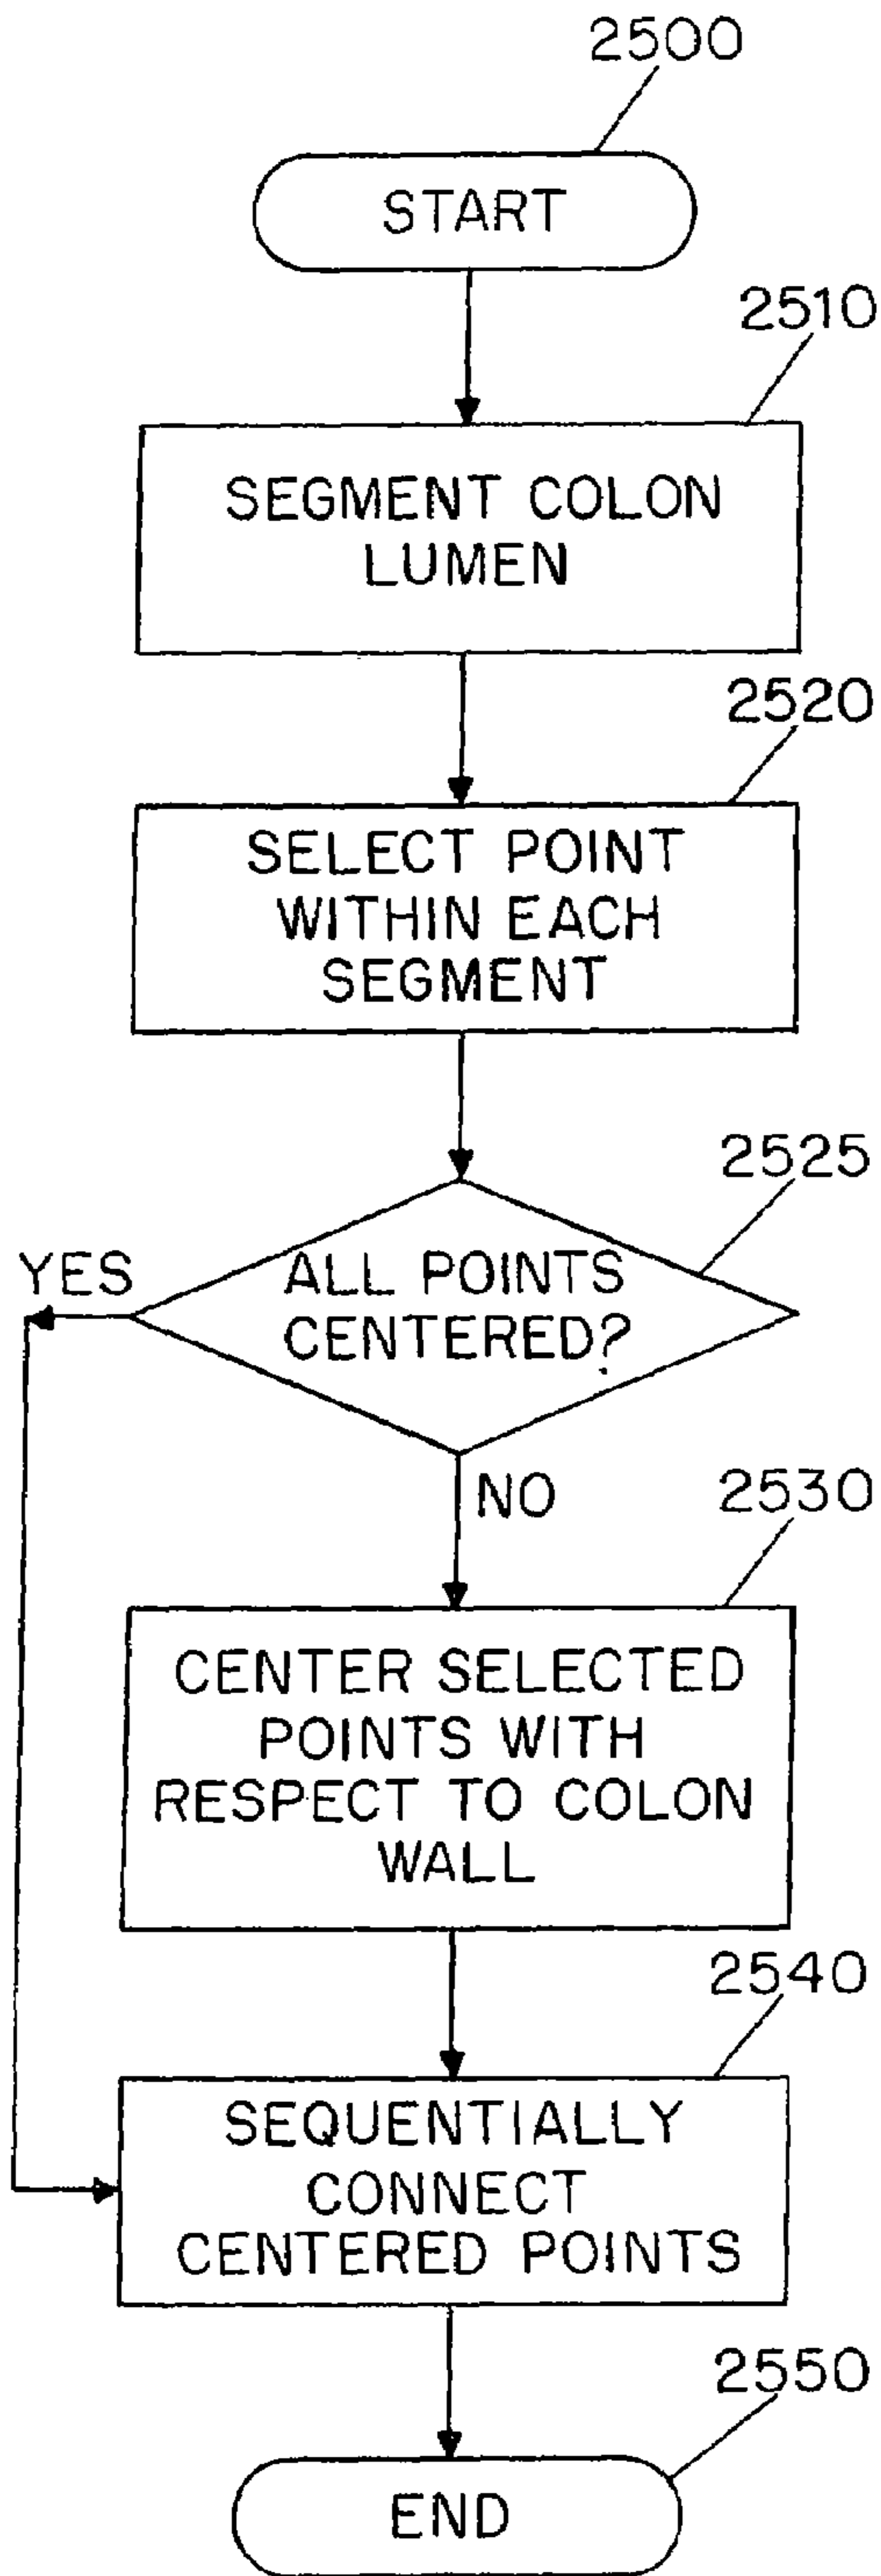 2500
START
2510
SEGMENT COLON
LUMEN
2520
SELECT POINT
WITHIN EACH
SEGMENT
2525
YES
ALL POINTS
CENTERED?
NO
2530
CENTER SELECTED
POINTS WITH
RESPECT TO COLON
WALL
2540
SEQUENTIALLY
CONNECT
CENTERED POINTS
2550
END